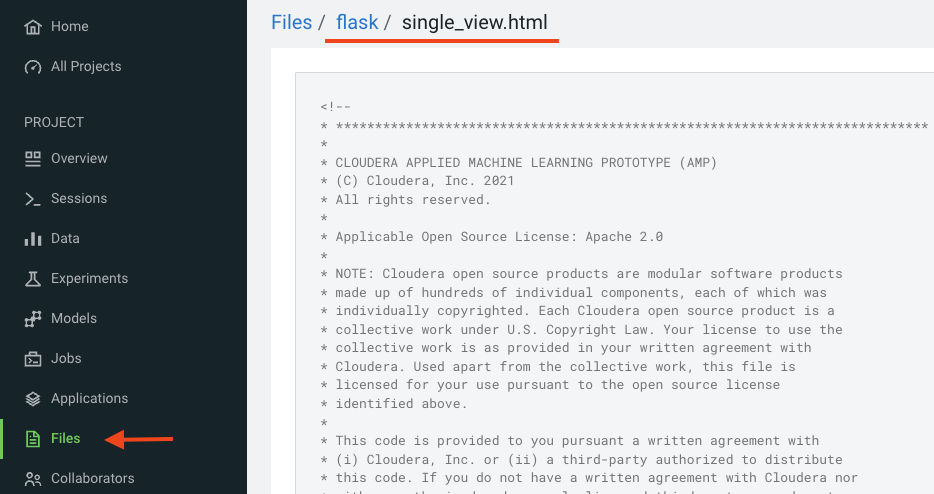 Home
All Projects
PROJECT
Overview
Sessions
Data
Experiments
Models
Jobs
Applications
Files
Collaborators
Files / flask / single_view.html
<!--
* ****************************************************************************
*
* CLOUDERA APPLIED MACHINE LEARNING PROTOTYPE (AMP)
* (C) Cloudera, Inc. 2021
* All rights reserved.
*
* Applicable Open Source License: Apache 2.0
*
* NOTE: Cloudera open source products are modular software products
* made up of hundreds of individual components, each of which was
* individually copyrighted. Each Cloudera open source product is a
* collective work under U.S. Copyright Law. Your license to use the
* collective work is as provided in your written agreement with
* Cloudera. Used apart from the collective work, this file is
* licensed for your use pursuant to the open source license
* identified above.
*
* This code is provided to you pursuant a written agreement with
* (i) Cloudera, Inc. or (ii) a third-party authorized to distribute
* this code. If you do not have a written agreement with Cloudera nor